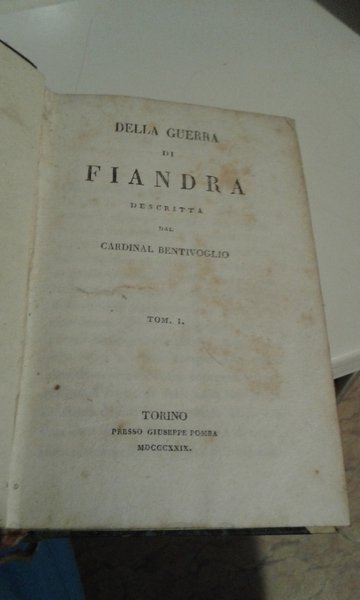 DELLA GUERRA
DI
FIANDRA
DESCRITTA
DAL
CARDINAL BENTIVOGLIO
TOM. I.
TORINO
PRESSO GIUSEPPE POMBA
MDCCCXXIX.